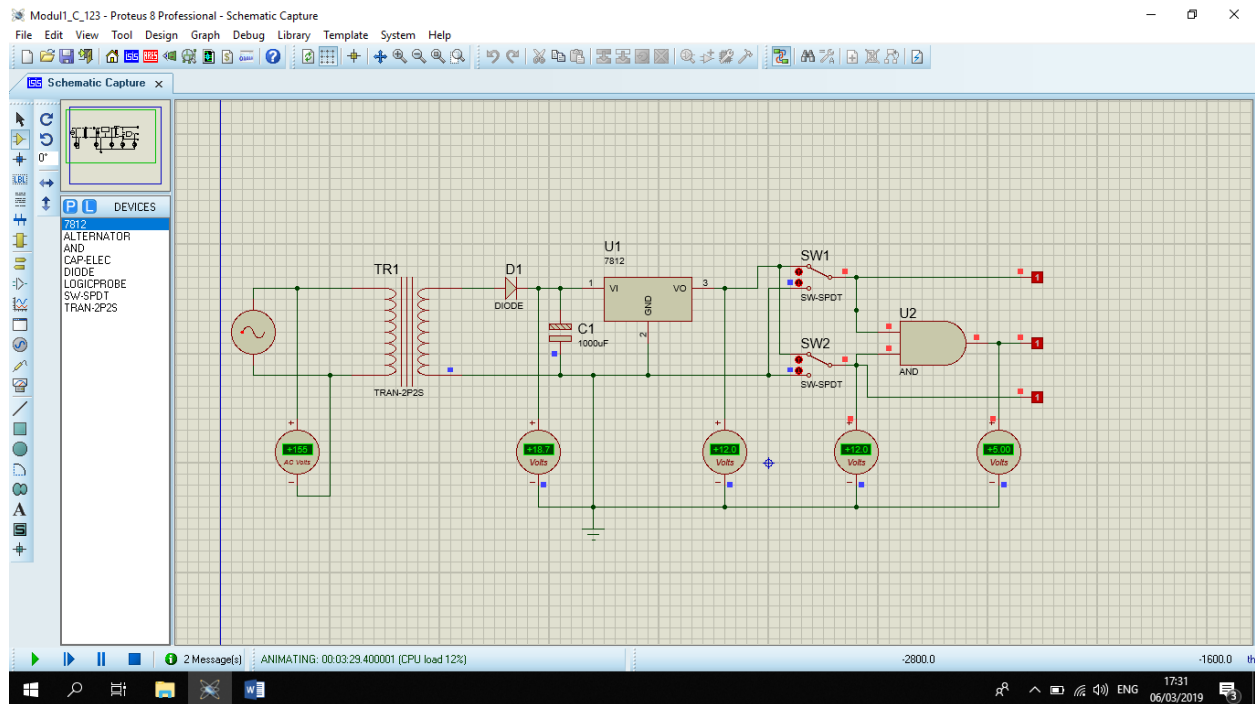 Modul1_C_123 - Proteus 8 Professional - Schematic Capture
File Edit View Tool Design Graph Debug Library Template System Help
Schematic Capture
0°
P L DEVICES
7812
ALTERNATOR
AND
CAP-ELEC
DIODE
LOGICPROBE
SW-SPDT
TRAN-2P2S
TR1
TRAN-2P2S
D1
DIODE
C1
1000uF
U1
7812
1 VI VO 3
GND
2
SW1
SW-SPDT
SW2
SW-SPDT
U2
AND
1
1
1
+155
AC Volts
+18.7
Volts
+12.0
Volts
+12.0
Volts
+5.00
Volts
2 Message(s) ANIMATING: 00:03:29.400001 (CPU load 12%) -2800.0 -1600.0 th
ENG 17:31
06/03/2019
3